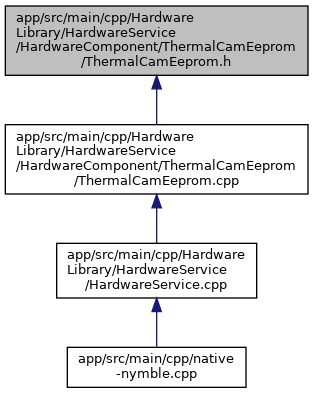 app/src/main/cpp/Hardware
Library/HardwareService
/HardwareComponent/ThermalCamEeprom
/ThermalCamEeprom.h
app/src/main/cpp/Hardware
Library/HardwareService
/HardwareComponent/ThermalCamEeprom
/ThermalCamEeprom.cpp
app/src/main/cpp/Hardware
Library/HardwareService
/HardwareService.cpp
app/src/main/cpp/native
-nymble.cpp